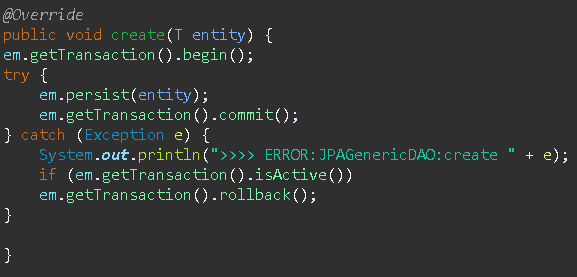 @Override
public void create(T entity) {
em.getTransaction().begin();
try {
    em.persist(entity);
    em.getTransaction().commit();
} catch (Exception e) {
    System.out.println(">>>> ERROR:JPAGenericDAO:create " + e);
    if (em.getTransaction().isActive())
    em.getTransaction().rollback();
}

}